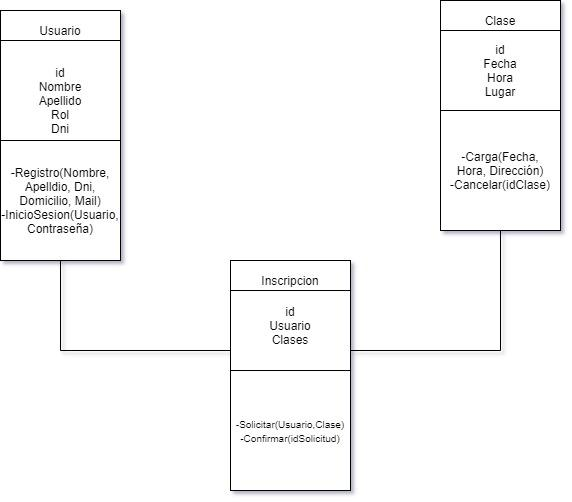 Usuario
id
Nombre
Apellido
Rol
Dni
-Registro(Nombre,
Apelldio, Dni,
Domicilio, Mail)
-InicioSesion(Usuario,
Contraseña)
Clase
id
Fecha
Hora
Lugar
-Carga(Fecha,
Hora, Dirección)
-Cancelar(idClase)
Inscripcion
id
Usuario
Clases
-Solicitar(Usuario,Clase)
-Confirmar(idSolicitud)